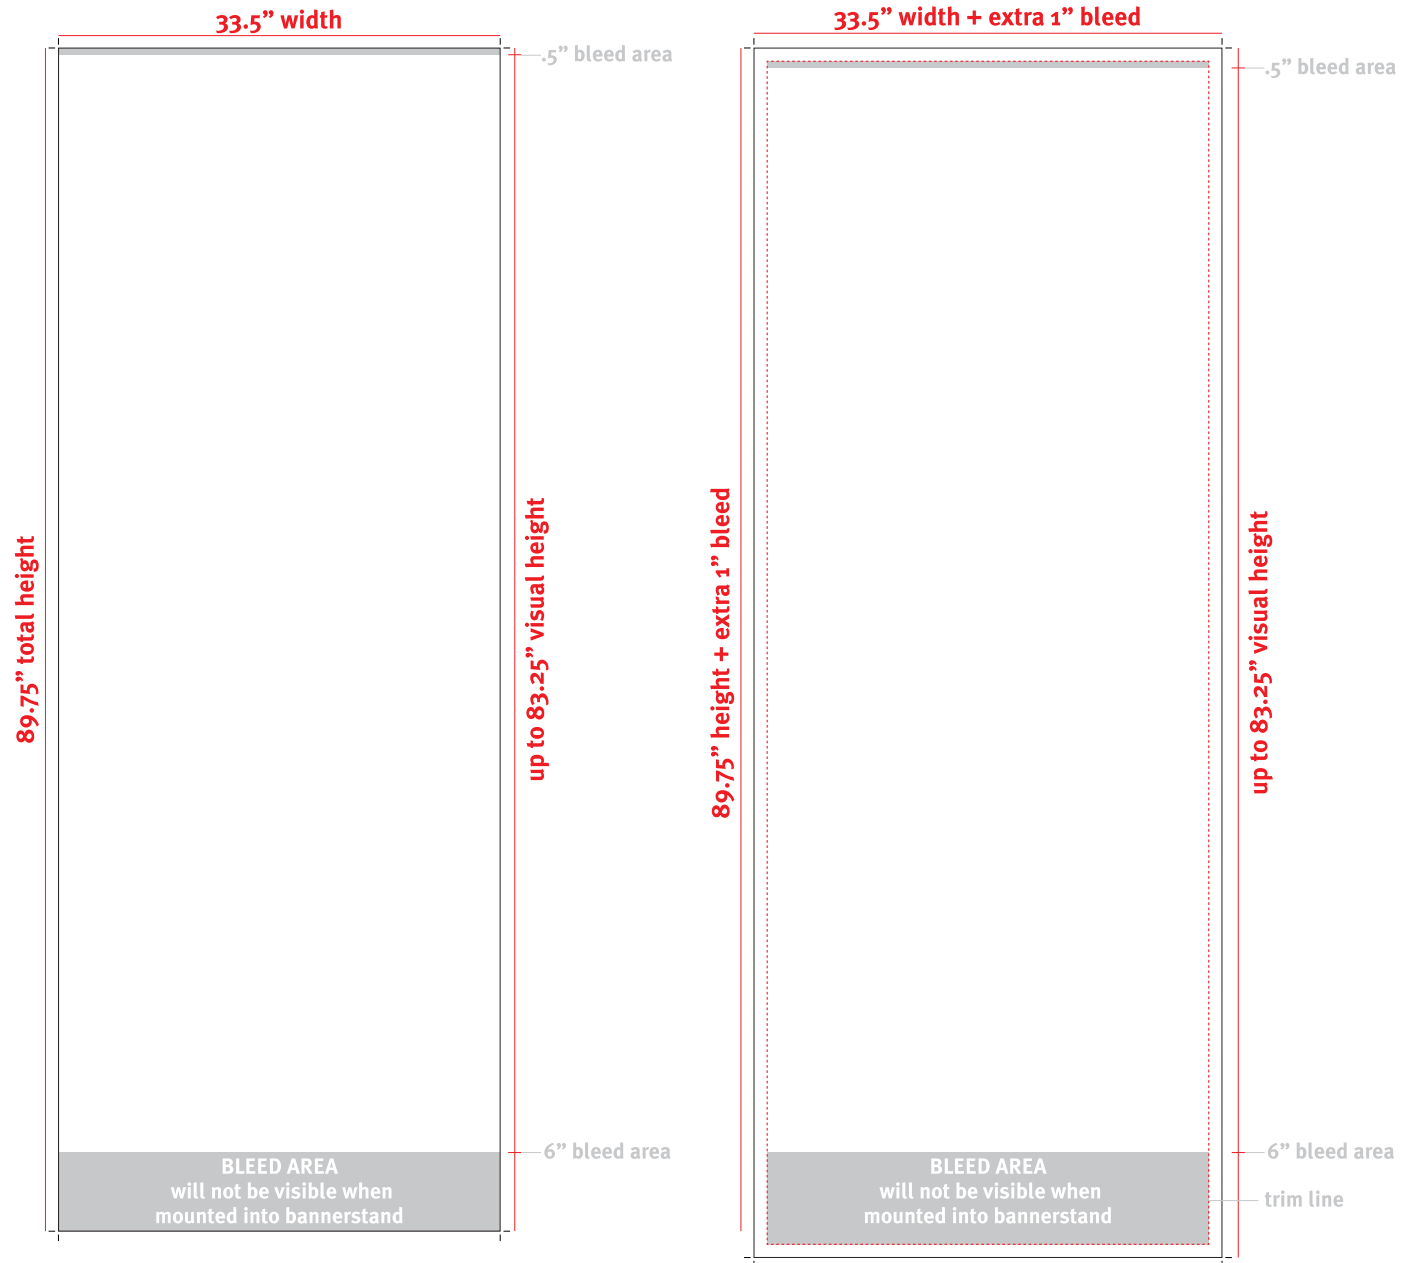 33.5” width
.5” bleed area
89.75” total height
up to 83.25” visual height
6” bleed area
BLEED AREA
will not be visible when
mounted into bannerstand
33.5” width + extra 1” bleed
.5” bleed area
89.75” height + extra 1” bleed
up to 83.25” visual height
6” bleed area
BLEED AREA
will not be visible when
mounted into bannerstand
trim line